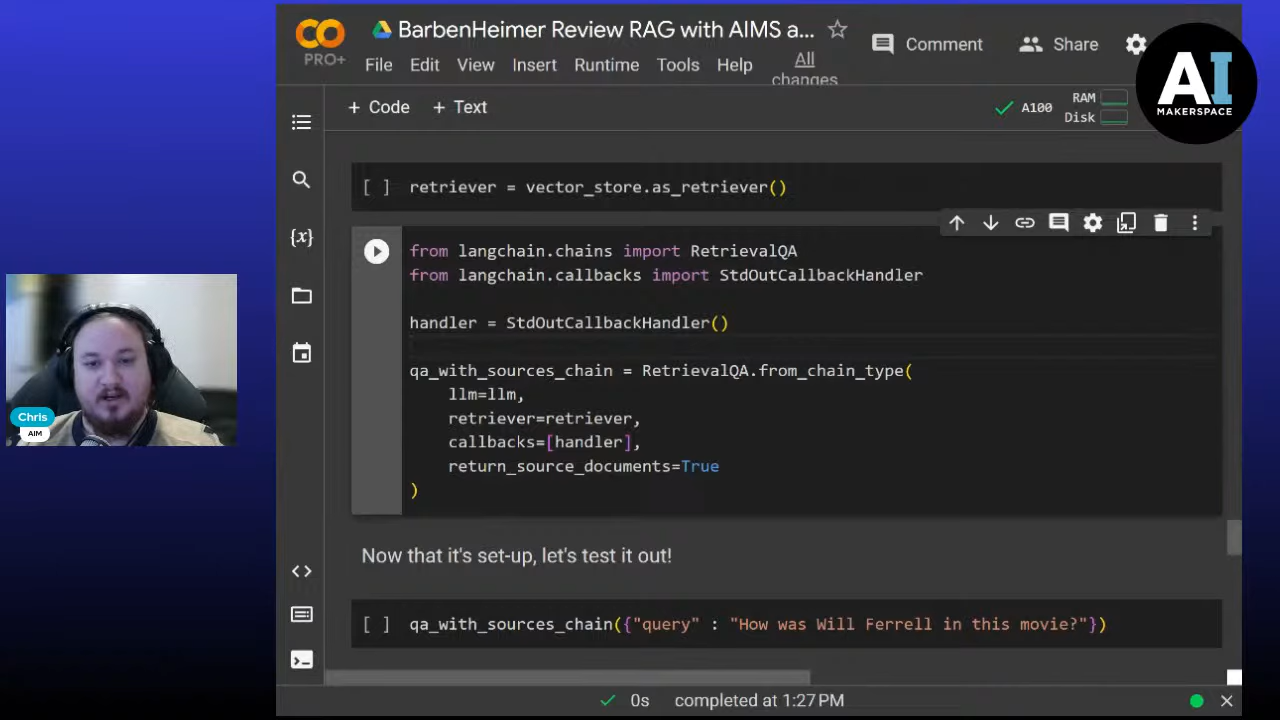 BarbenHeimer Review RAG with AIMS a...
PRO+
File Edit View Insert Runtime Tools Help All changes
Comment
Share
AI
MAKERSPACE
+ Code + Text
A100
RAM
Disk
[ ] retriever = vector_store.as_retriever()
from langchain.chains import RetrievalQA
from langchain.callbacks import StdOutCallbackHandler
handler = StdOutCallbackHandler()
qa_with_sources_chain = RetrievalQA.from_chain_type(
llm=llm,
retriever=retriever,
callbacks=[handler],
return_source_documents=True
)
Now that it's set-up, let's test it out!
[ ] qa_with_sources_chain({"query" : "How was Will Ferrell in this movie?"})
0s completed at 1:27 PM
{x}
Chris
AIM